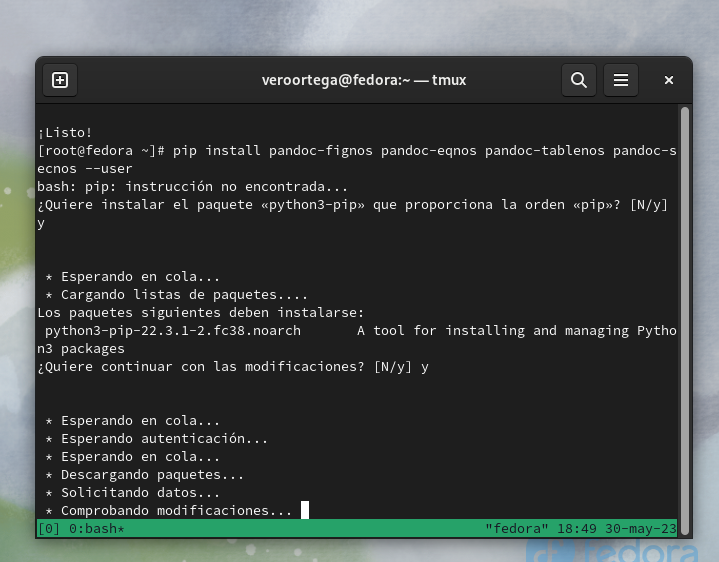 veroortega@fedora:~ — tmux
¡Listo!
[root@fedora ~]# pip install pandoc-fignos pandoc-eqnos pandoc-tablenos pandoc-s
ecnos --user
bash: pip: instrucción no encontrada...
¿Quiere instalar el paquete «python3-pip» que proporciona la orden «pip»? [N/y]
y
* Esperando en cola...
* Cargando listas de paquetes....
Los paquetes siguientes deben instalarse:
python3-pip-22.3.1-2.fc38.noarch A tool for installing and managing Pytho
n3 packages
¿Quiere continuar con las modificaciones? [N/y] y
* Esperando en cola...
* Esperando autenticación...
* Esperando en cola...
* Descargando paquetes...
* Solicitando datos...
* Comprobando modificaciones...
[0] 0:bash* "fedora" 18:49 30-may-23
fedora